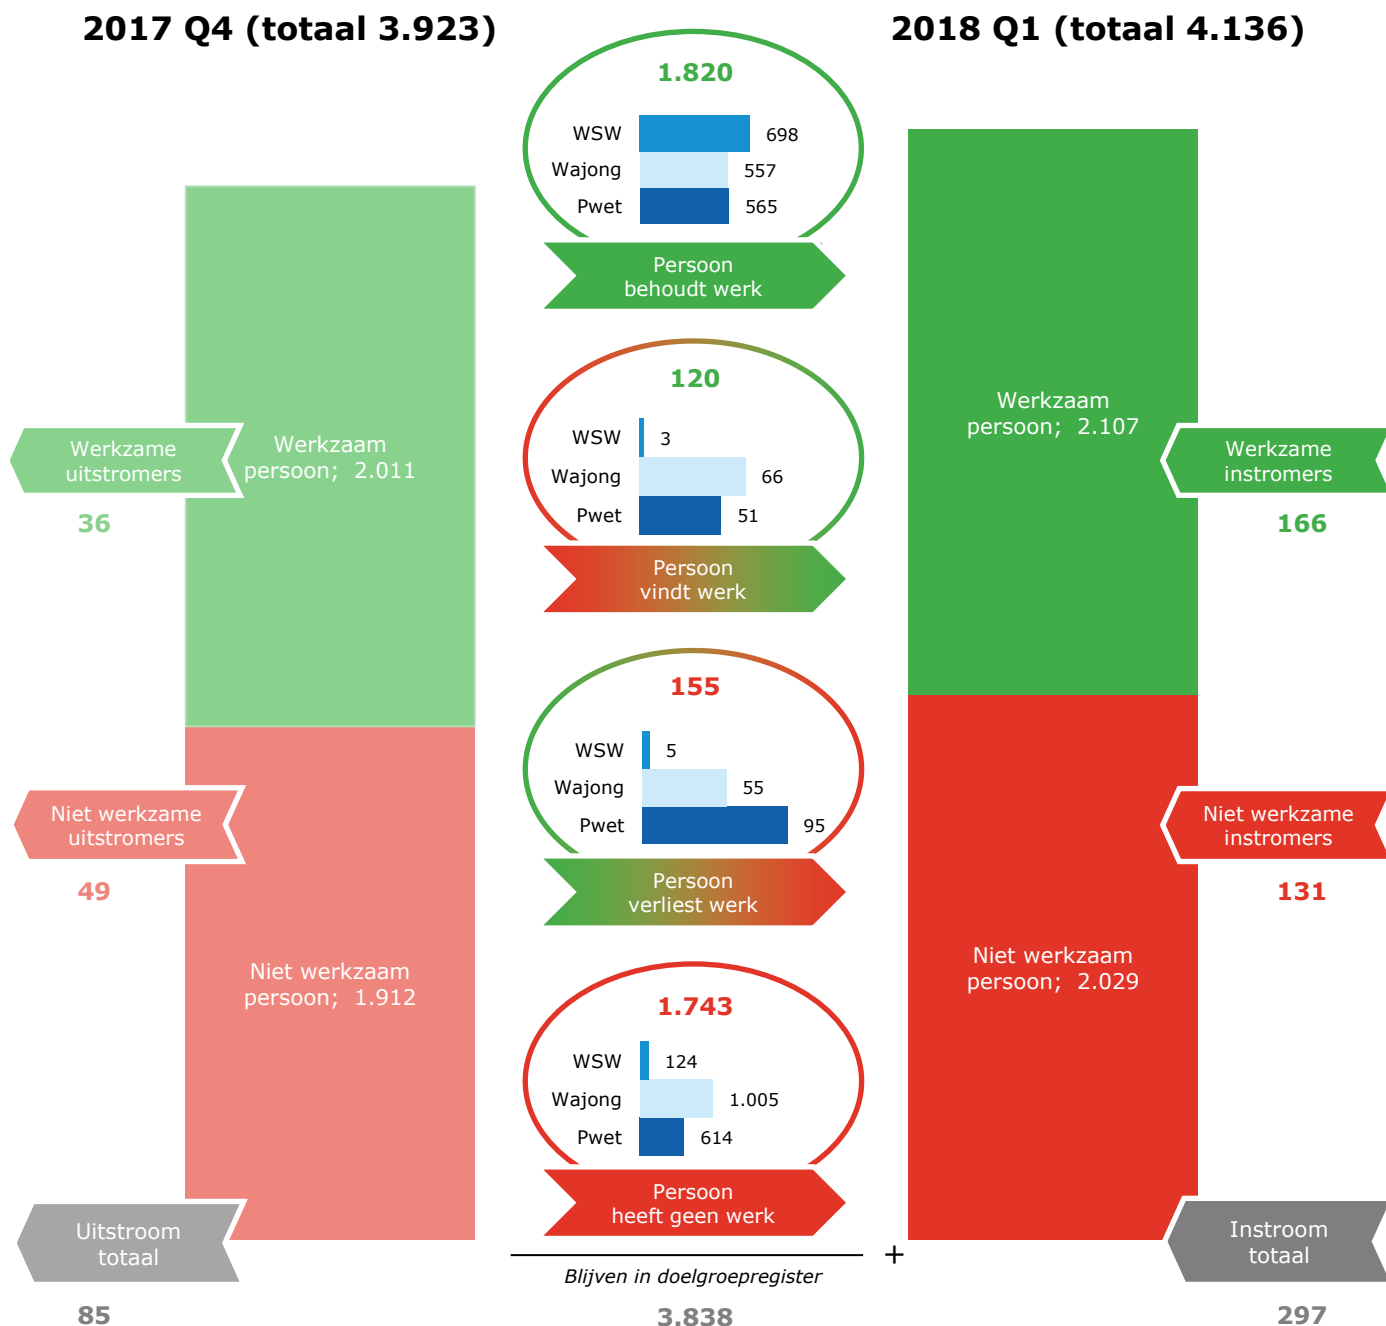 2017 Q4 (totaal 3.923)
2018 Q1 (totaal 4.136)
1.820
WSW 698
Wajong 557
Pwet 565
Persoon
behoudt werk
120
WSW 3
Wajong 66
Pwet 51
Persoon
vindt werk
155
WSW 5
Wajong 55
Pwet 95
Persoon
verliest werk
1.743
WSW 124
Wajong 1.005
Pwet 614
Persoon
heeft geen werk
Blijven in doelgroepregister
3.838
+
Werkzame
uitstromers
36
Werkzaam
persoon; 2.011
Niet werkzame
uitstromers
49
Niet werkzaam
persoon; 1.912
Uitstroom
totaal
85
Werkzaam
persoon; 2.107
Werkzame
instromers
166
Niet werkzame
instromers
131
Niet werkzaam
persoon; 2.029
Instroom
totaal
297